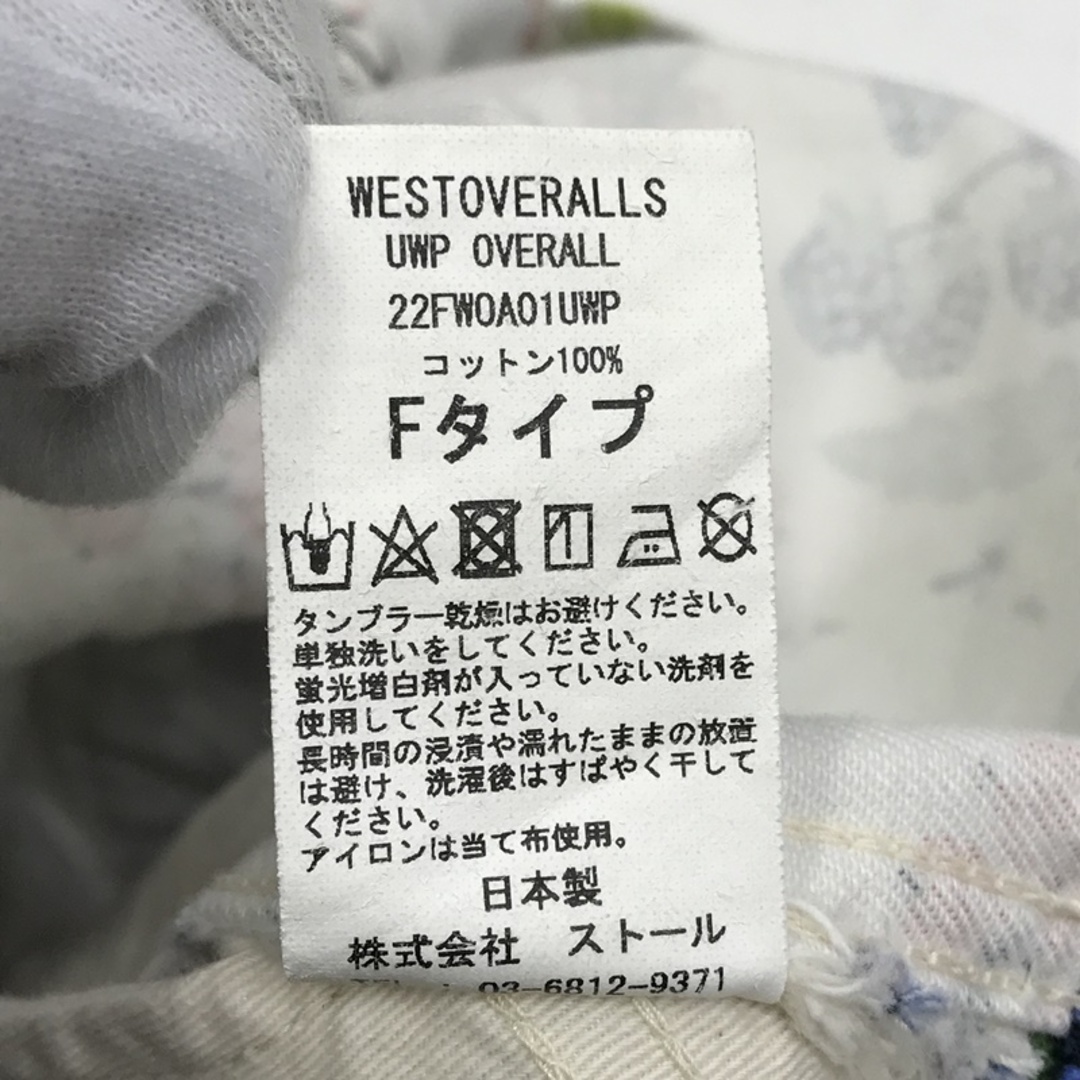 WESTOVERALLS
UWP OVERALL
22FWOA01UWP
コットン100%
Fタイプ
タンブラー乾燥はお避けください。
単独洗いをしてください。
蛍光増白剤が入っていない洗剤を
使用してください。
長時間の浸漬や濡れたままの放置
は避け、洗濯後はすばやく干して
ください。
アイロンは当て布使用。
日本製
株式会社 ストール
TEL : 03-6812-9371